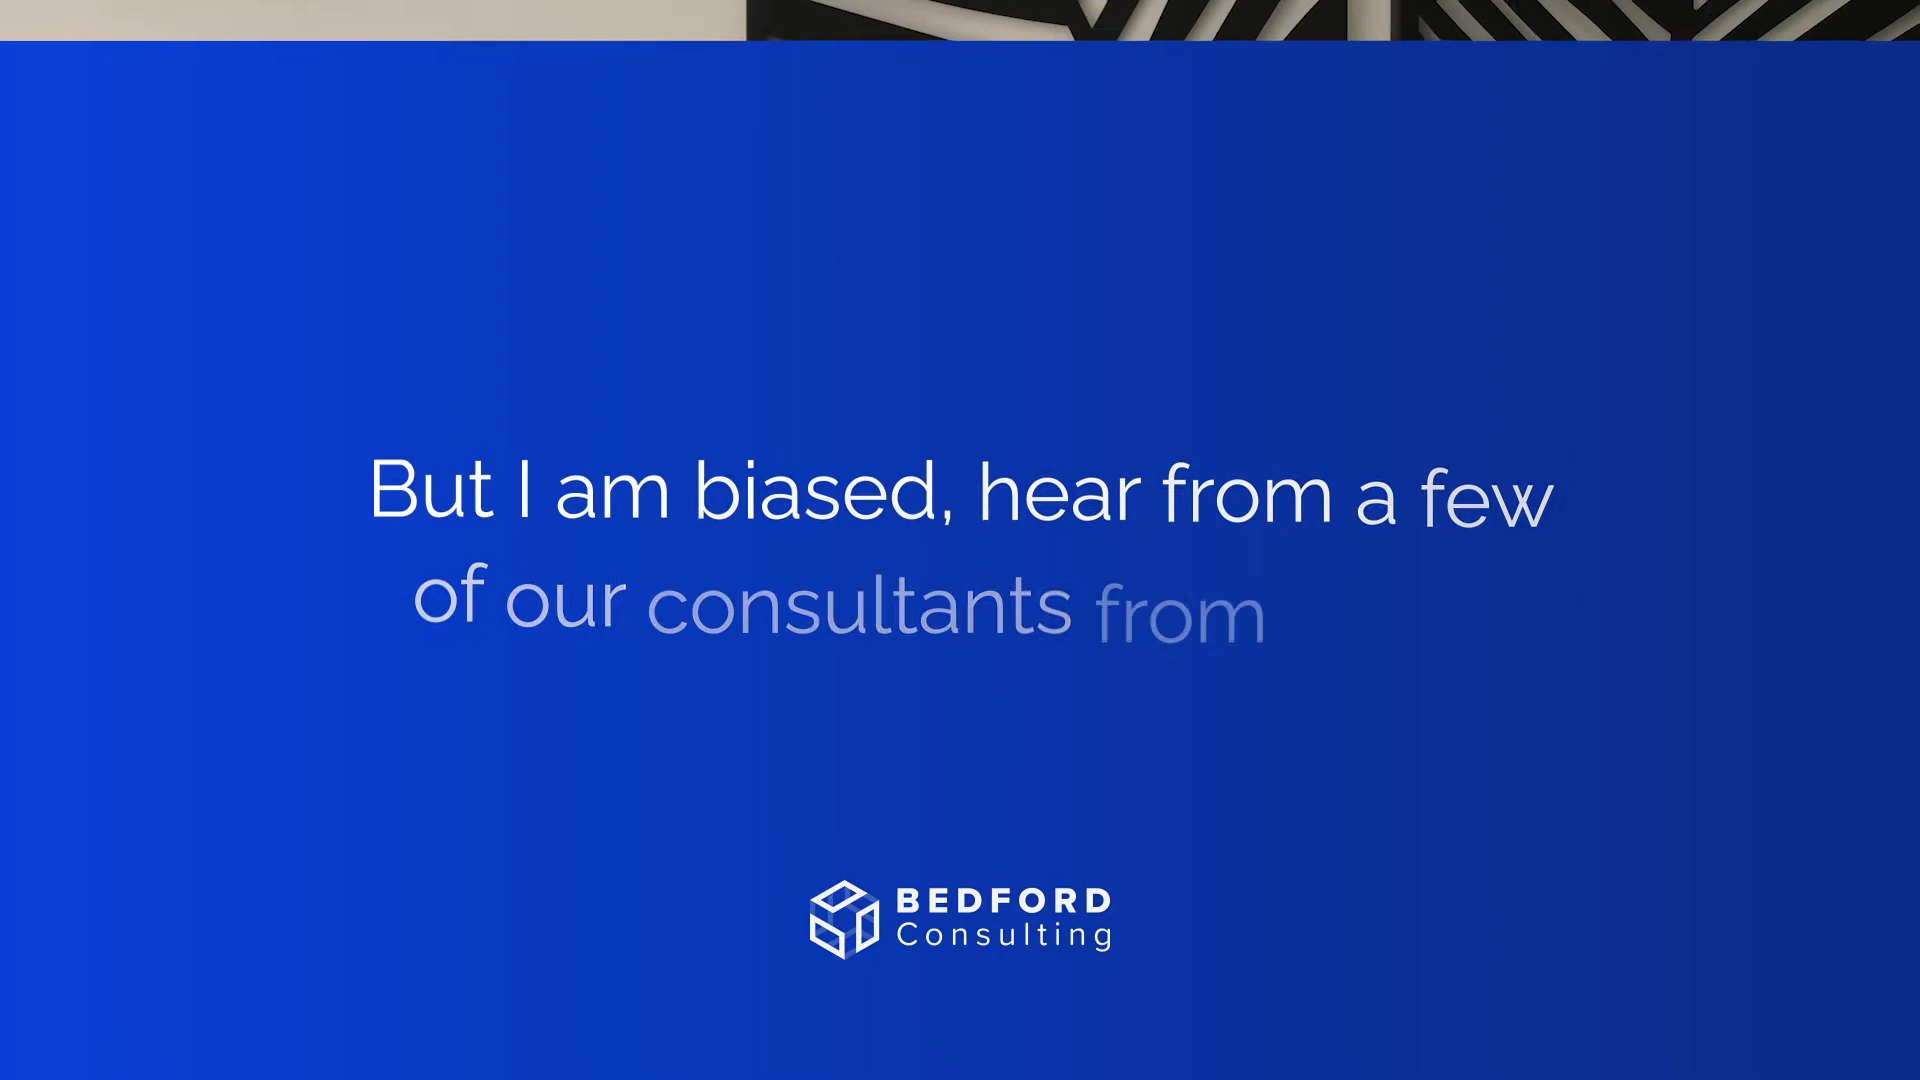 But I am biased, hear from a few
of our consultants from
BEDFORD
Consulting